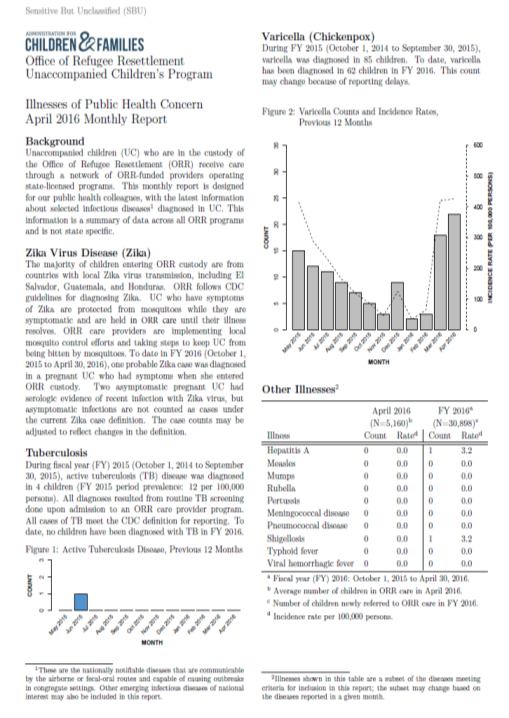 Sensitive But Unclassified (SBU)
ADMINISTRATION FOR
CHILDREN & FAMILIES
Office of Refugee Resettlement
Unaccompanied Children's Program
Illnesses of Public Health Concern
April 2016 Monthly Report
Background
Unaccompanied children (UC) who are in the custody of
the Office of Refugee Resettlement (ORR) receive care
through a network of ORR-funded providers operating
state-licensed programs. This monthly report is designed
for our public health colleagues, with the latest information
about selected infectious diseases¹ diagnosed in UC. This
information is a summary of data across all ORR programs
and is not state specific.
Zika Virus Disease (Zika)
The majority of children entering ORR custody are from
countries with local Zika virus transmission, including El
Salvador, Guatemala, and Honduras. ORR follows CDC
guidelines for diagnosing Zika. UC who have symptoms
of Zika are protected from mosquitoes while they are
symptomatic and are held in ORR care until their illness
resolves. ORR care providers are implementing local
mosquito control efforts and taking steps to keep UC from
being bitten by mosquitoes. To date in FY 2016 (October 1,
2015 to April 30, 2016), one probable Zika case was diagnosed
in a pregnant UC who had symptoms when she entered
ORR custody. Two asymptomatic pregnant UC had
serologic evidence of recent infection with Zika virus, but
asymptomatic infections are not counted as cases under
the current Zika case definition. The case counts may be
adjusted to reflect changes in the definition.
Tuberculosis
During fiscal year (FY) 2015 (October 1, 2014 to September
30, 2015), active tuberculosis (TB) disease was diagnosed
in 4 children (FY 2015 period prevalence: 12 per 100,000
persons). All diagnoses resulted from routine TB screening
done upon admission to an ORR care provider program.
All cases of TB meet the CDC definition for reporting. To
date, no children have been diagnosed with TB in FY 2016.
Figure 1: Active Tuberculosis Disease, Previous 12 Months
COUNT
0 1 2 3
May 2015 Jun 2015 Jul 2015 Aug 2015 Sep 2015 Oct 2015 Nov 2015 Dec 2015 Jan 2016 Feb 2016 Mar 2016 Apr 2016
MONTH
¹These are the nationally notifiable diseases that are communicable
by the airborne or fecal-oral routes and capable of causing outbreaks
in congregate settings. Other emerging infectious diseases of national
interest may also be included in this report.
Varicella (Chickenpox)
During FY 2015 (October 1, 2014 to September 30, 2015),
varicella was diagnosed in 85 children. To date, varicella
has been diagnosed in 62 children in FY 2016. This count
may change because of reporting delays.
Figure 2: Varicella Counts and Incidence Rates,
Previous 12 Months
COUNT
0 5 10 15 20 25 30 35
INCIDENCE RATE (PER 100,000 PERSONS)
0 100 200 300 400 500 600
May 2015 Jun 2015 Jul 2015 Aug 2015 Sep 2015 Oct 2015 Nov 2015 Dec 2015 Jan 2016 Feb 2016 Mar 2016 Apr 2016
MONTH
Other Illnesses²
April 2016 FY 2016ᵃ
(N=5,160)ᵇ (N=30,898)ᶜ
Illness Count Rateᵈ Count Rateᵈ
Hepatitis A 0 0.0 1 3.2
Measles 0 0.0 0 0.0
Mumps 0 0.0 0 0.0
Rubella 0 0.0 0 0.0
Pertussis 0 0.0 0 0.0
Meningococcal disease 0 0.0 0 0.0
Pneumococcal disease 0 0.0 0 0.0
Shigellosis 0 0.0 1 3.2
Typhoid fever 0 0.0 0 0.0
Viral hemorrhagic fever 0 0.0 0 0.0
ᵃ Fiscal year (FY) 2016: October 1, 2015 to April 30, 2016.
ᵇ Average number of children in ORR care in April 2016.
ᶜ Number of children newly referred to ORR care in FY 2016.
ᵈ Incidence rate per 100,000 persons.
²Illnesses shown in this table are a subset of the diseases meeting
criteria for inclusion in this report; the subset may change based on
the diseases reported in a given month.